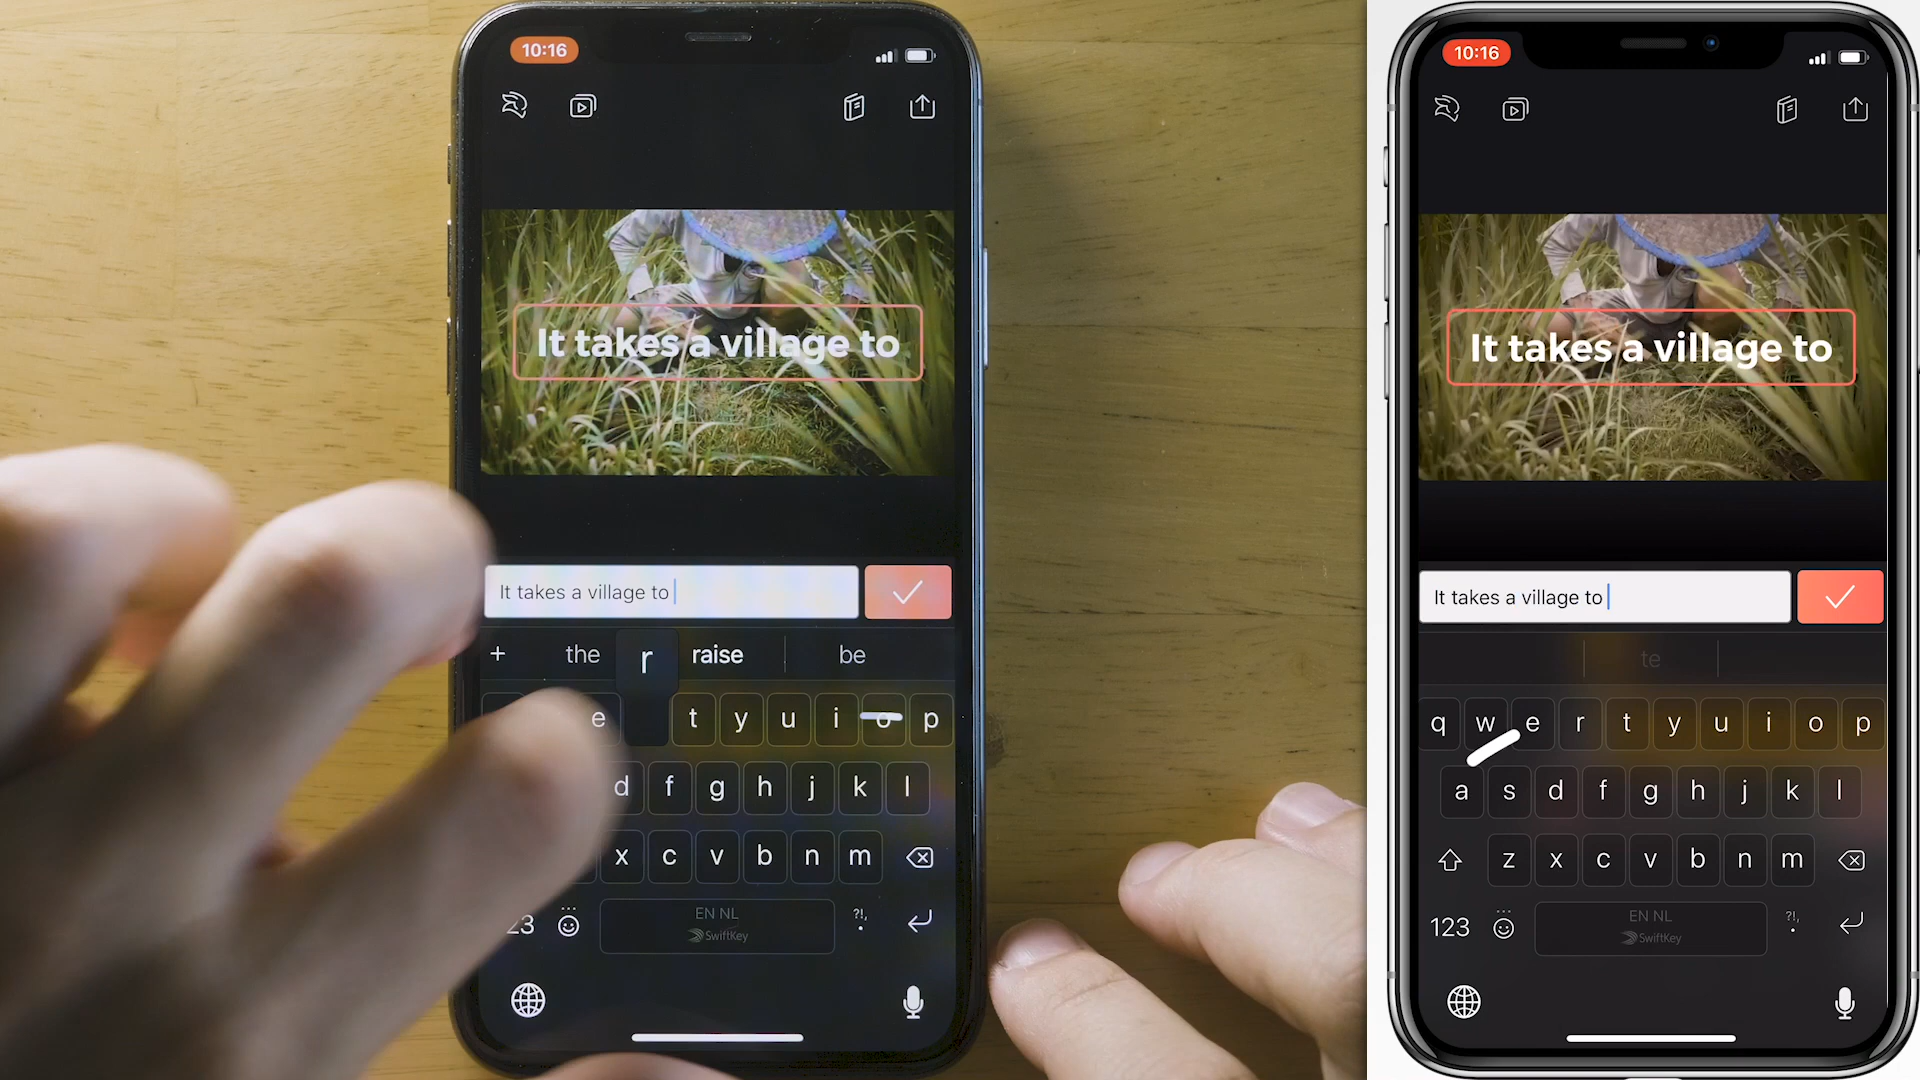 10:16
It takes a village to
It takes a village to
+ the r raise be
e t y u i o p
d f g h j k l
x c v b n m
23 EN NL ?!,
SwiftKey
10:16
It takes a village to
It takes a village to
te
q w e r t y u i o p
a s d f g h j k l
z x c v b n m
123 EN NL ?!,
SwiftKey